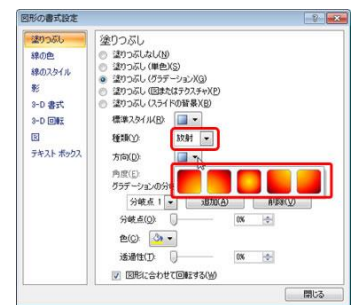 図形の書式設定
塗りつぶし
線の色
線のスタイル
影
3-D 書式
3-D 回転
図
テキスト ボックス
塗りつぶし
塗りつぶしなし(N)
塗りつぶし (単色)(S)
塗りつぶし (グラデーション)(G)
塗りつぶし (図またはテクスチャ)(P)
塗りつぶし (スライドの背景)(B)
標準スタイル(R):
種類(Y): 放射
方向(D):
角度(E):
グラデーションの分
分岐点 1 追加(A) 削除(V)
分岐点(O): 0%
色(C):
透過性(T): 0%
図形に合わせて回転する(W)
閉じる